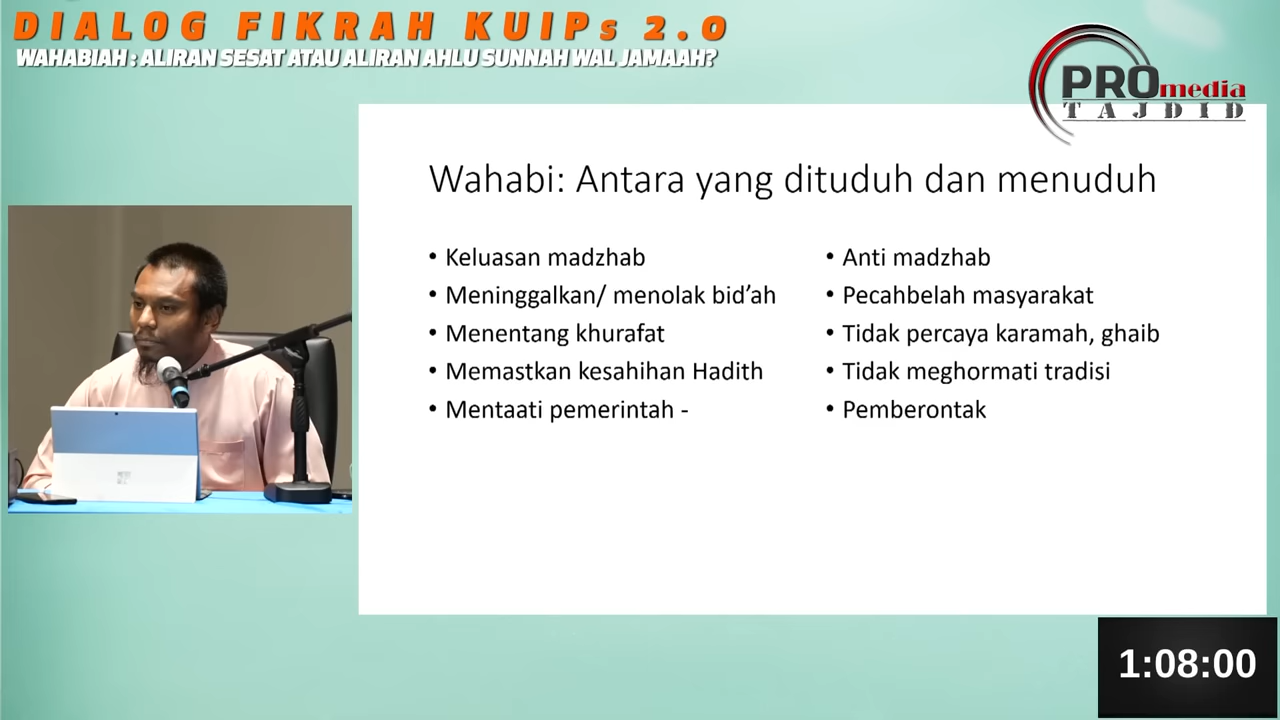 DIALOG FIKRAH KUIPs 2.0
WAHABIAH : ALIRAN SESAT ATAU ALIRAN AHLU SUNNAH WAL JAMAAH?
PROmedia
TAJDID
Wahabi: Antara yang dituduh dan menuduh
• Keluasan madzhab
• Meninggalkan/ menolak bid’ah
• Menentang khurafat
• Memastkan kesahihan Hadith
• Mentaati pemerintah -
• Anti madzhab
• Pecahbelah masyarakat
• Tidak percaya karamah, ghaib
• Tidak meghormati tradisi
• Pemberontak
1:08:00